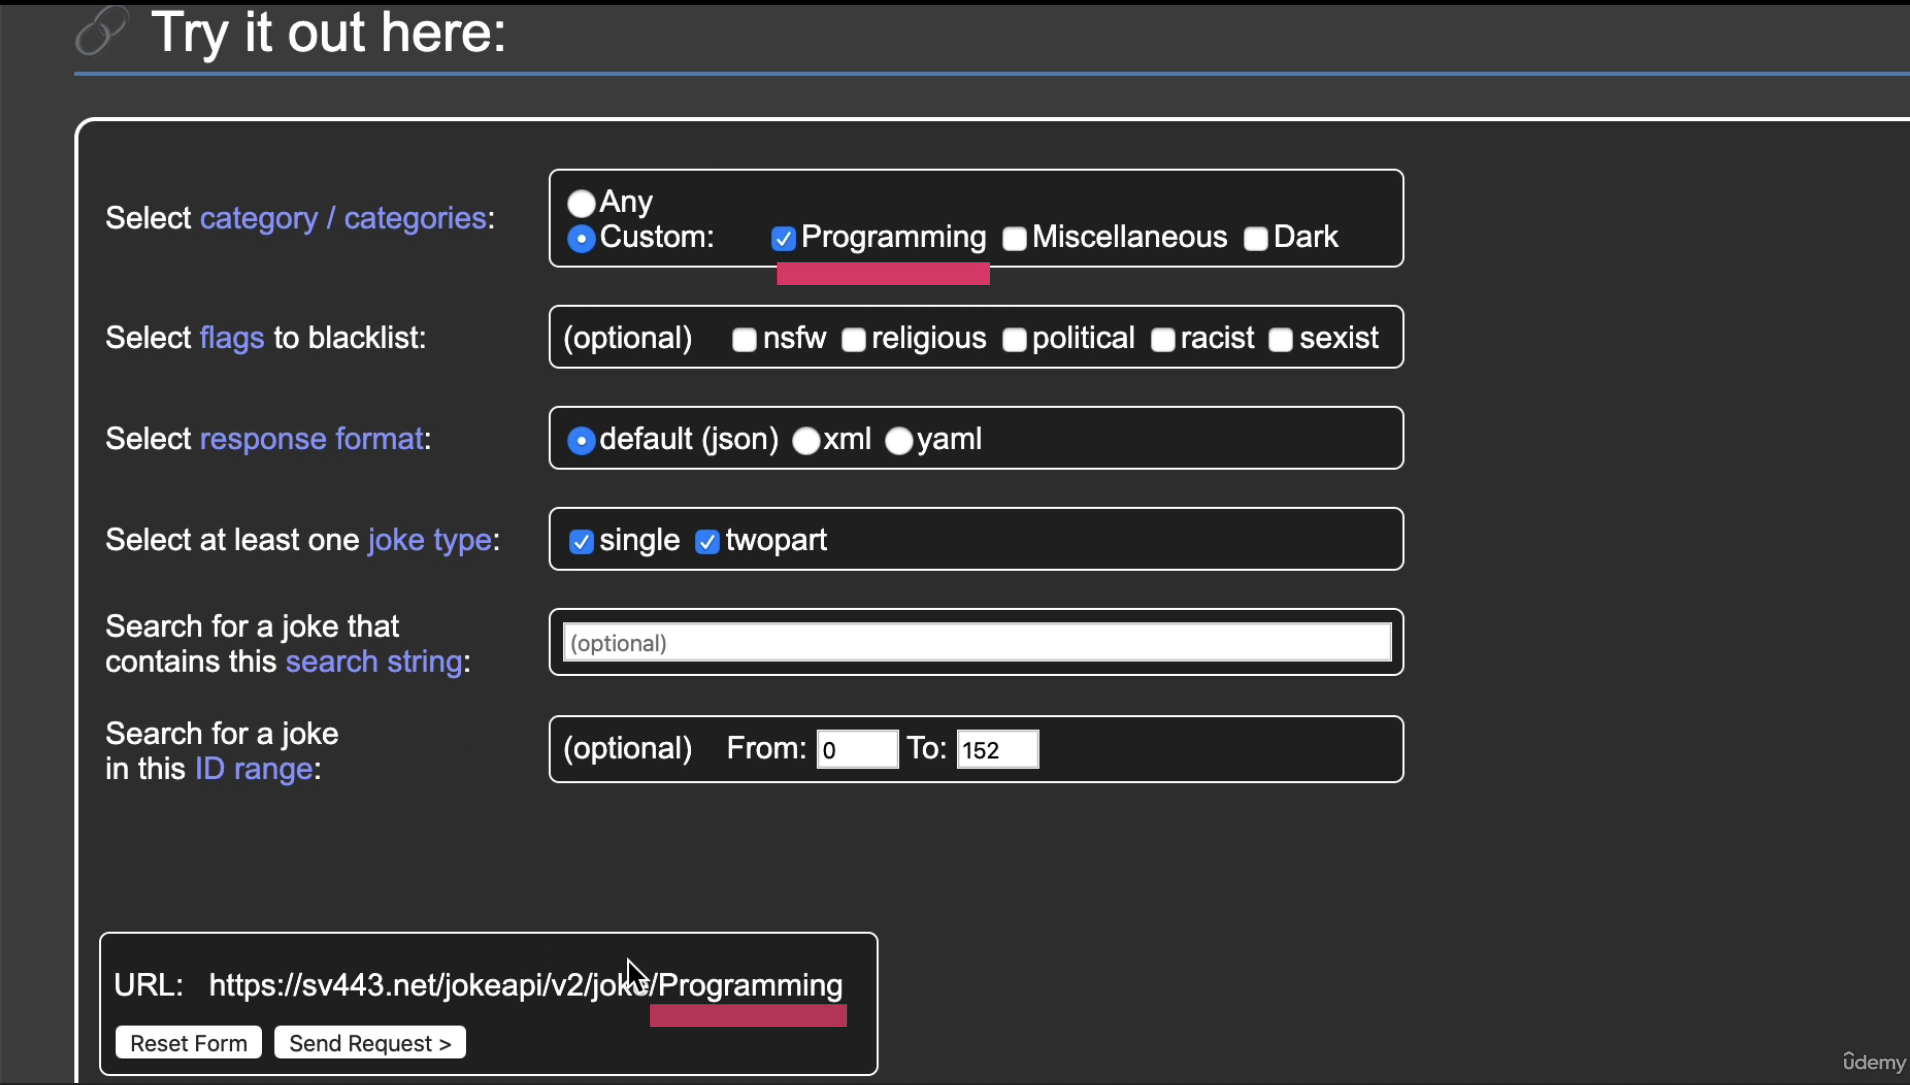 Try it out here:
Select category / categories:
Any
Custom: Programming Miscellaneous Dark
Select flags to blacklist:
(optional) nsfw religious political racist sexist
Select response format:
default (json) xml yaml
Select at least one joke type:
single twopart
Search for a joke that
contains this search string:
(optional)
Search for a joke
in this ID range:
(optional) From: 0 To: 152
URL: https://sv443.net/jokeapi/v2/joke/Programming
Reset Form Send Request >
ûdemy